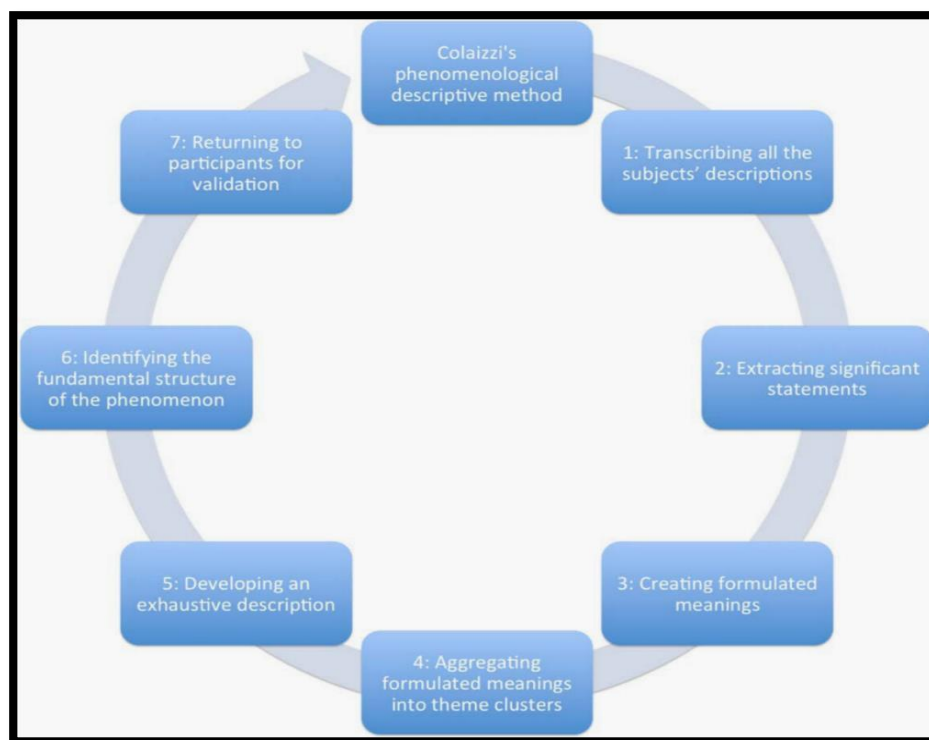 Colaizzi's
phenomenological
descriptive method
1: Transcribing all the
subjects’ descriptions
2: Extracting significant
statements
3: Creating formulated
meanings
4: Aggregating
formulated meanings
into theme clusters
5: Developing an
exhaustive description
6: Identifying the
fundamental structure
of the phenomenon
7: Returning to
participants for
validation